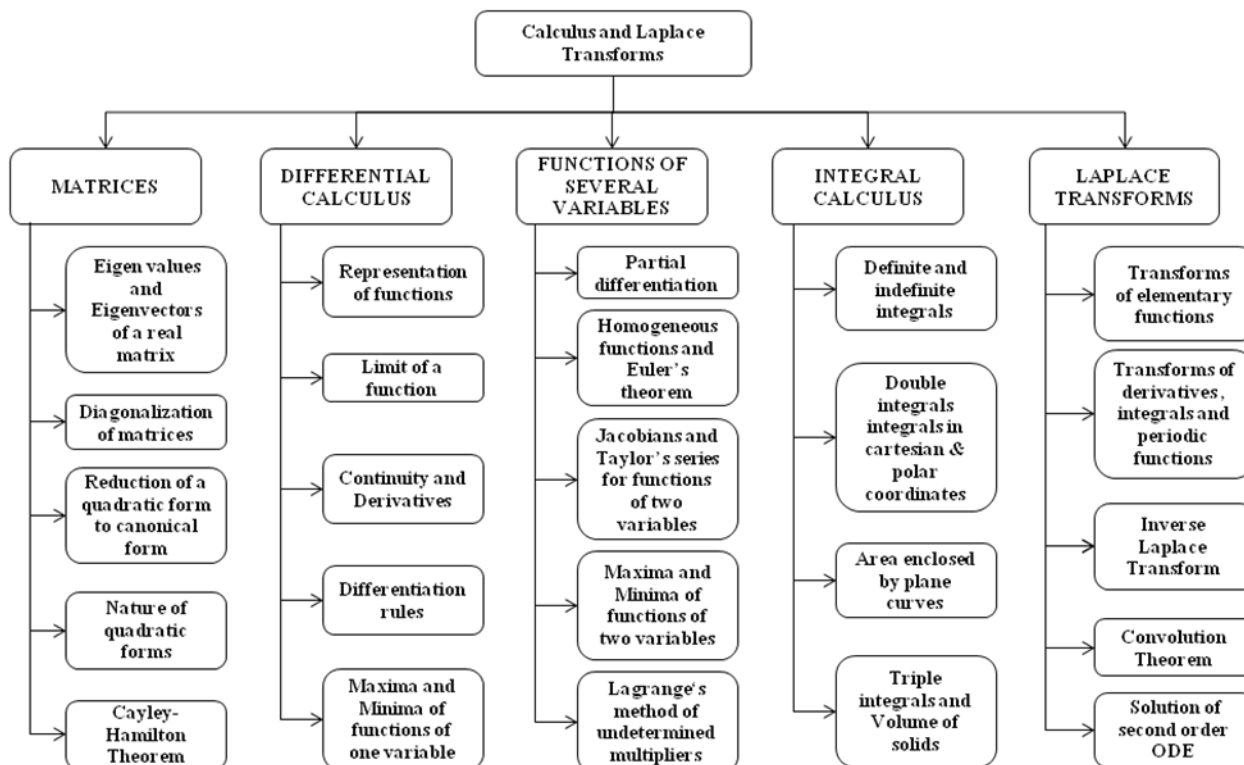 Calculus and Laplace
Transforms
MATRICES
Eigen values
and
Eigenvectors
of a real
matrix
Diagonalization
of matrices
Reduction of a
quadratic form
to canonical
form
Nature of
quadratic
forms
Cayley-
Hamilton
Theorem
DIFFERENTIAL
CALCULUS
Representation
of functions
Limit of a
function
Continuity and
Derivatives
Differentiation
rules
Maxima and
Minima of
functions of
one variable
FUNCTIONS OF
SEVERAL
VARIABLES
Partial
differentiation
Homogeneous
functions and
Euler's
theorem
Jacobians and
Taylor's series
for functions
of two
variables
Maxima and
Minima of
functions of
two variables
Lagrange‘s
method of
undetermined
multipliers
INTEGRAL
CALCULUS
Definite and
indefinite
integrals
Double
integrals
integrals in
cartesian &
polar
coordinates
Area enclosed
by plane
curves
Triple
integrals and
Volume of
solids
LAPLACE
TRANSFORMS
Transforms
of elementary
functions
Transforms of
derivatives,
integrals and
periodic
functions
Inverse
Laplace
Transform
Convolution
Theorem
Solution of
second order
ODE